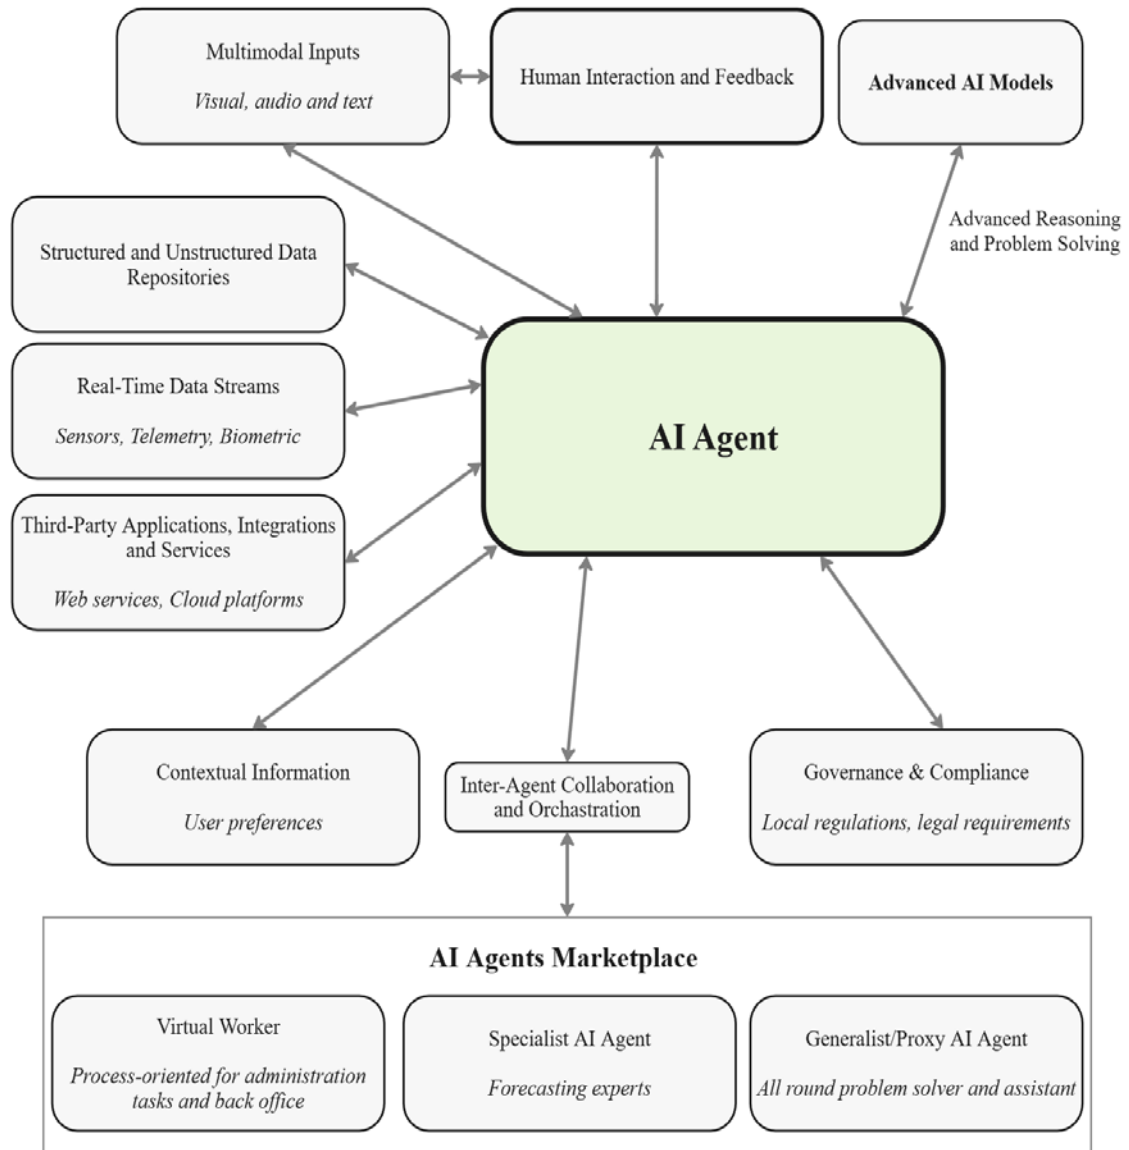 Multimodal Inputs
Visual, audio and text
Human Interaction and Feedback
Advanced AI Models
Advanced Reasoning
and Problem Solving
Structured and Unstructured Data
Repositories
Real-Time Data Streams
Sensors, Telemetry, Biometric
AI Agent
Third-Party Applications, Integrations
and Services
Web services, Cloud platforms
Contextual Information
User preferences
Inter-Agent Collaboration
and Orchastration
Governance & Compliance
Local regulations, legal requirements
AI Agents Marketplace
Virtual Worker
Process-oriented for administration
tasks and back office
Specialist AI Agent
Forecasting experts
Generalist/Proxy AI Agent
All round problem solver and assistant